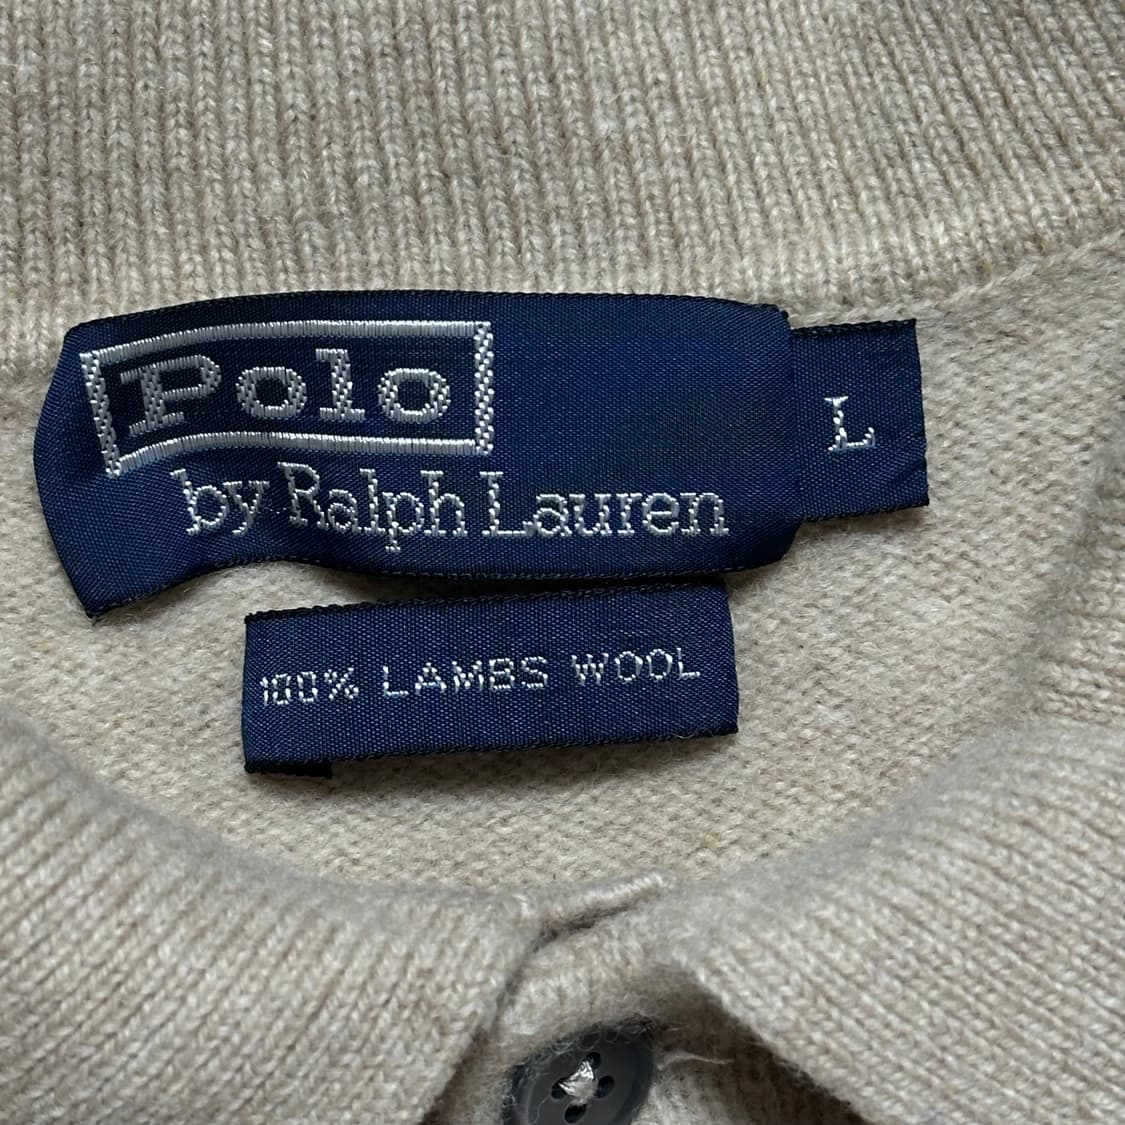 Polo
by Ralph Lauren
L
100% LAMBS WOOL